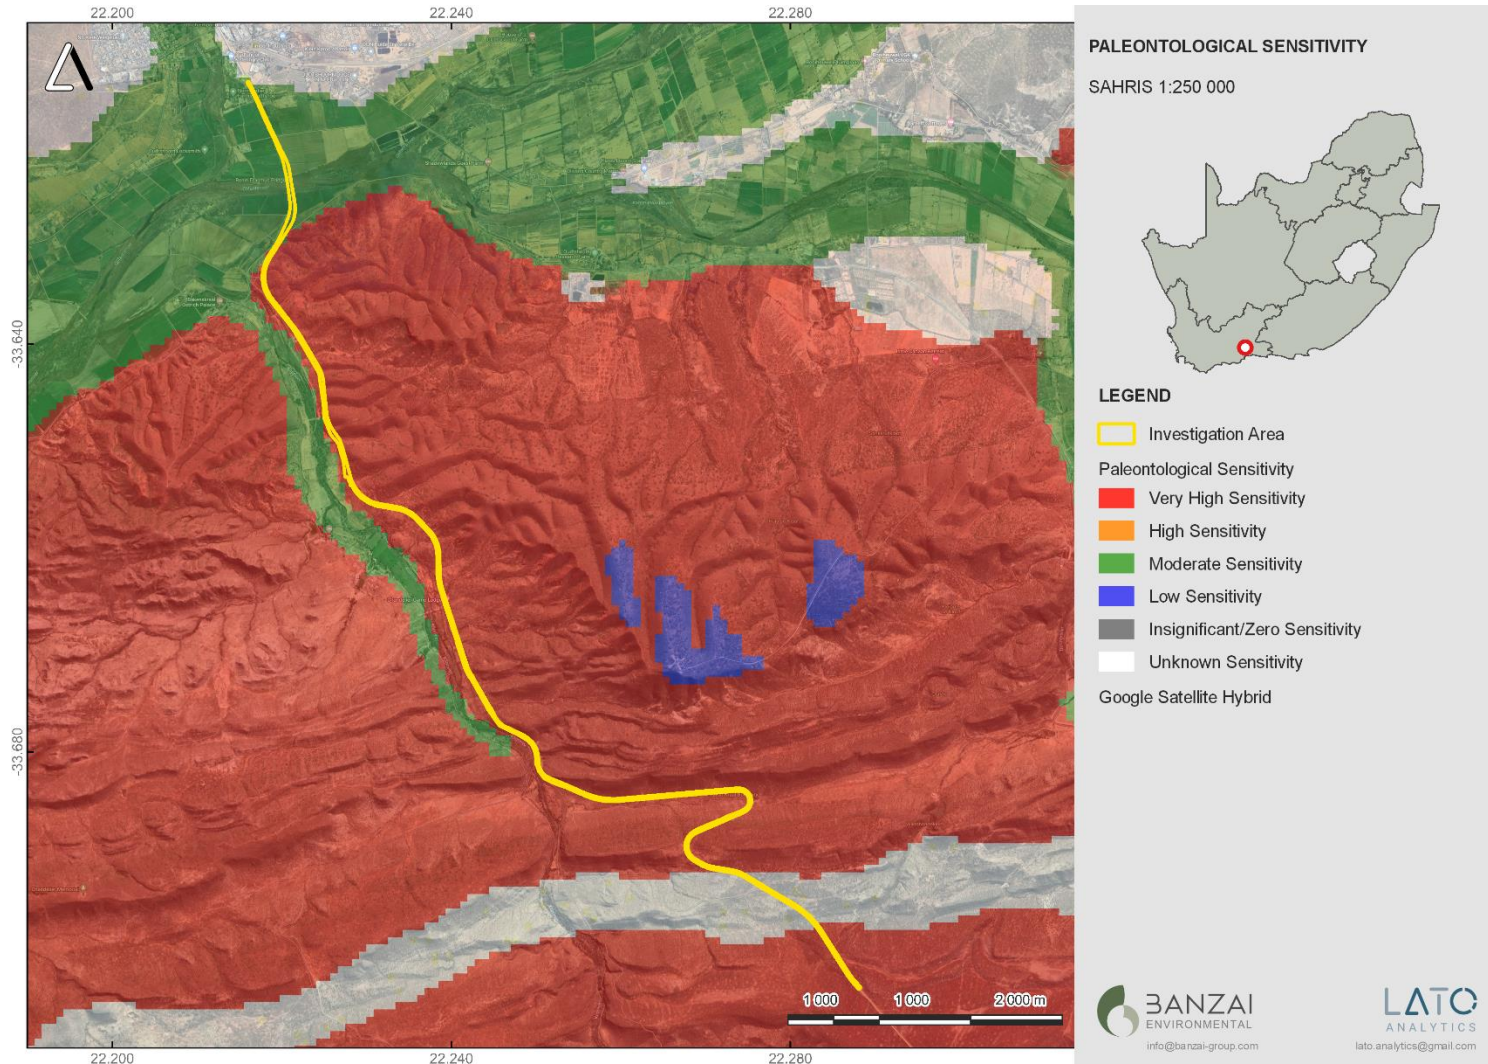 22.200
22.240
22.280
-33.640
-33.680
1 000
1 000
2 000 m
22.200
22.240
22.280
PALEONTOLOGICAL SENSITIVITY
SAHRIS 1:250 000
LEGEND
Investigation Area
Paleontological Sensitivity
Very High Sensitivity
High Sensitivity
Moderate Sensitivity
Low Sensitivity
Insignificant/Zero Sensitivity
Unknown Sensitivity
Google Satellite Hybrid
BANZAI
ENVIRONMENTAL
info@banzai-group.com
LATO
ANALYTICS
lato.analytics@gmail.com